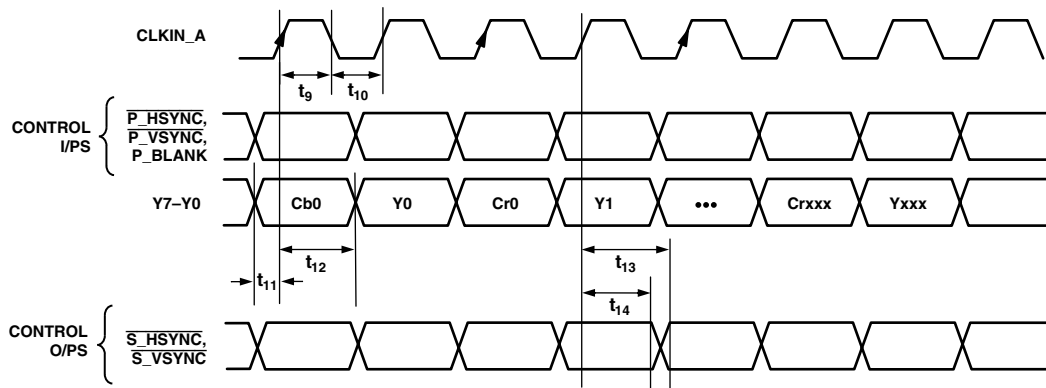 CLKIN_A
t9
t10
CONTROL
I/PS
P_HSYNC,
P_VSYNC,
P_BLANK
Y7–Y0
Cb0 Y0 Cr0 Y1 ••• Crxxx Yxxx
t12
t13
t11
t14
CONTROL
O/PS
S_HSYNC,
S_VSYNC